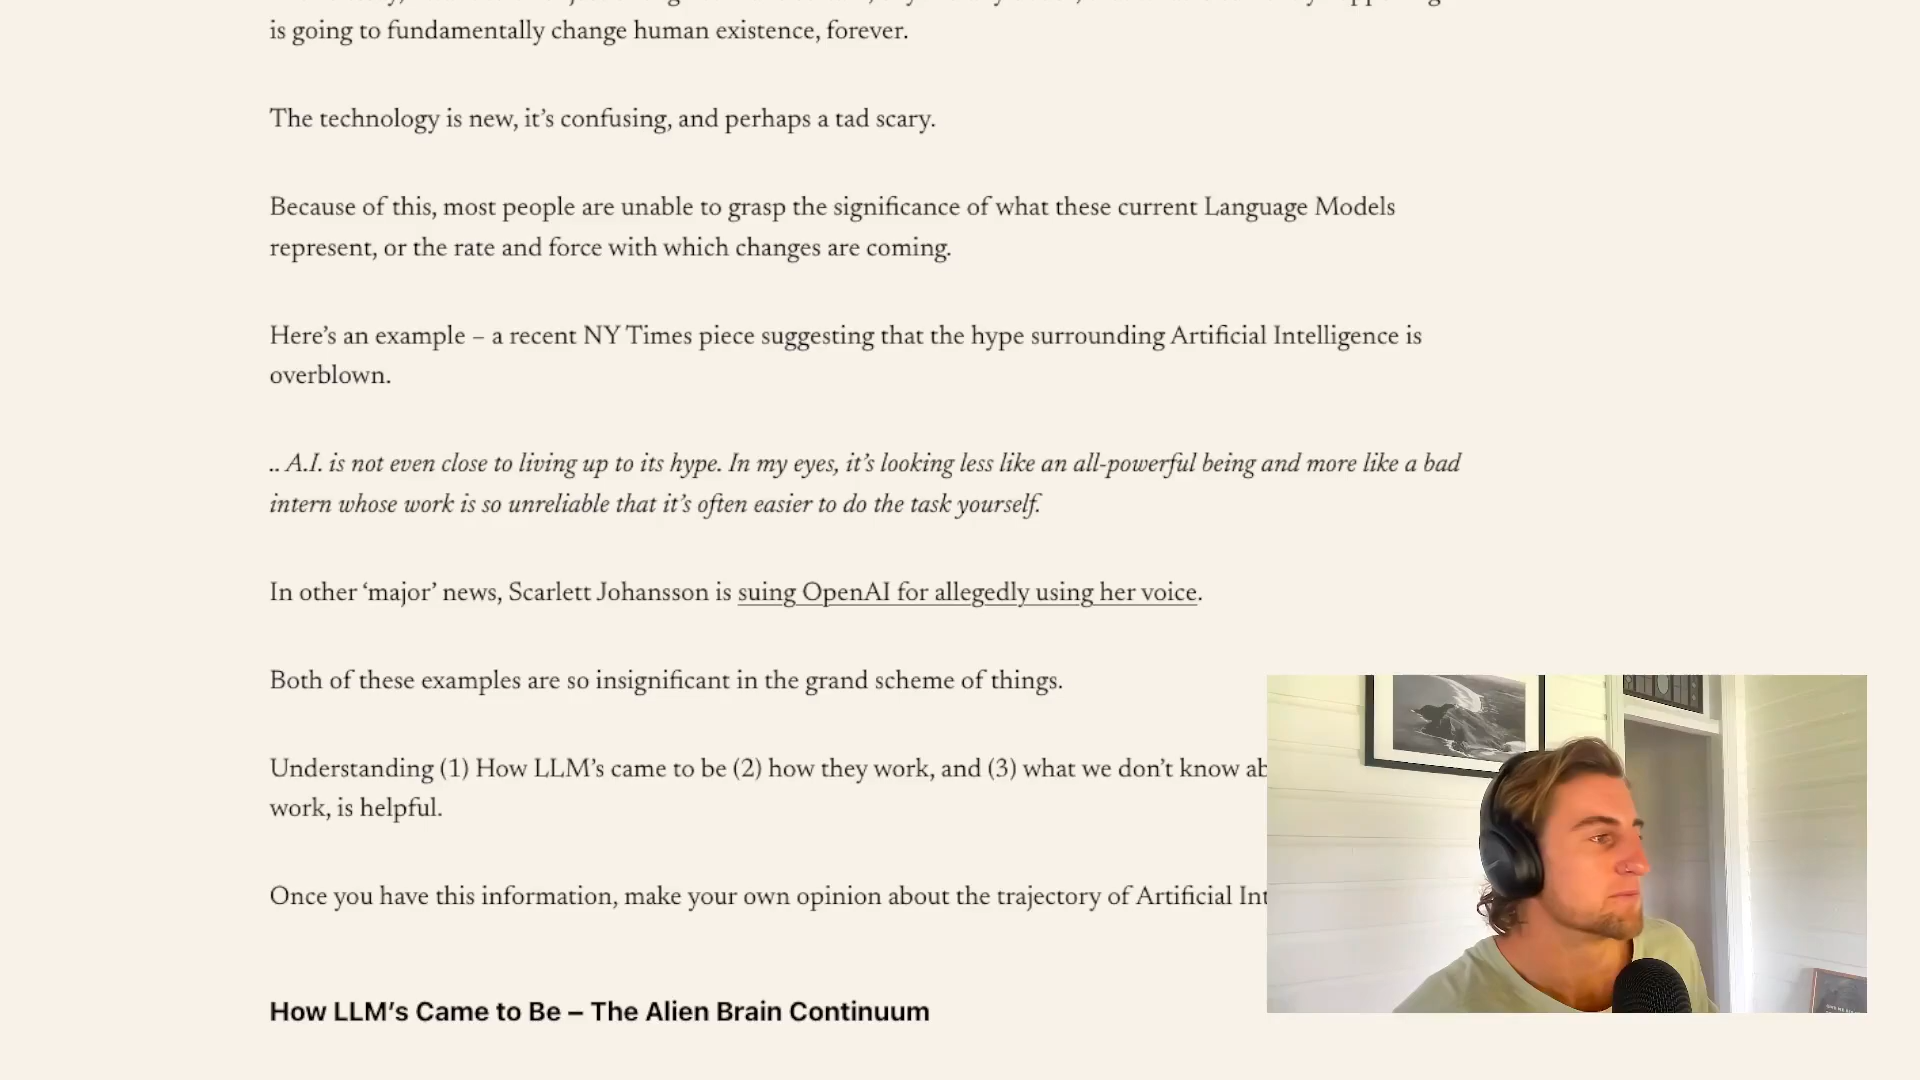 is going to fundamentally change human existence, forever.
The technology is new, it’s confusing, and perhaps a tad scary.
Because of this, most people are unable to grasp the significance of what these current Language Models
represent, or the rate and force with which changes are coming.
Here’s an example – a recent NY Times piece suggesting that the hype surrounding Artificial Intelligence is
overblown.
.. A.I. is not even close to living up to its hype. In my eyes, it’s looking less like an all-powerful being and more like a bad
intern whose work is so unreliable that it’s often easier to do the task yourself.
In other ‘major’ news, Scarlett Johansson is suing OpenAI for allegedly using her voice.
Both of these examples are so insignificant in the grand scheme of things.
Understanding (1) How LLM’s came to be (2) how they work, and (3) what we don’t know
work, is helpful.
Once you have this information, make your own opinion about the trajectory of Artificial
How LLM’s Came to Be – The Alien Brain Continuum